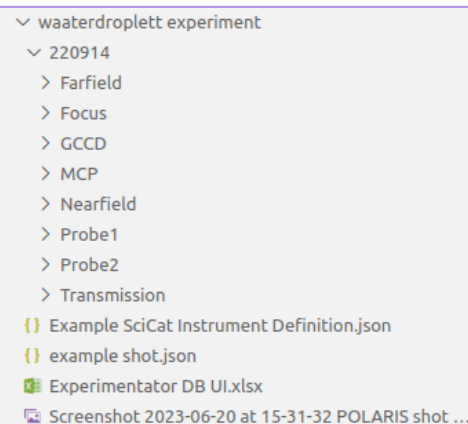 waaterdroplett experiment
220914
Farfield
Focus
GCCD
MCP
Nearfield
Probe1
Probe2
Transmission
{} Example SciCat Instrument Definition.json
{} example shot.json
Experimentator DB UI.xlsx
Screenshot 2023-06-20 at 15-31-32 POLARIS shot ...